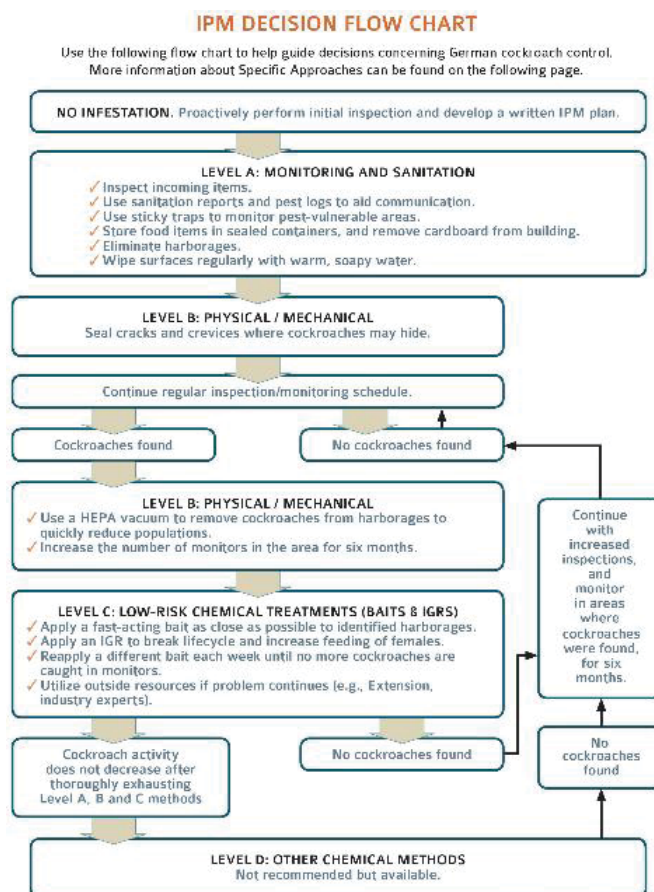 IPM DECISION FLOW CHART
Use the following flow chart to help guide decisions concerning German cockroach control.
More information about Specific Approaches can be found on the following page.
NO INFESTATION. Proactively perform initial inspection and develop a written IPM plan.
LEVEL A: MONITORING AND SANITATION
✓ Inspect incoming items.
✓ Use sanitation reports and pest logs to aid communication.
✓ Use sticky traps to monitor pest-vulnerable areas.
✓ Store food items in sealed containers, and remove cardboard from building.
✓ Eliminate harborages.
✓ Wipe surfaces regularly with warm, soapy water.
LEVEL B: PHYSICAL / MECHANICAL
Seal cracks and crevices where cockroaches may hide.
Continue regular inspection/monitoring schedule.
Cockroaches found
No cockroaches found
LEVEL B: PHYSICAL / MECHANICAL
✓ Use a HEPA vacuum to remove cockroaches from harborages to
quickly reduce populations.
✓ Increase the number of monitors in the area for six months.
LEVEL C: LOW-RISK CHEMICAL TREATMENTS (BAITS & IGRS)
✓ Apply a fast-acting bait as close as possible to identified harborages.
✓ Apply an IGR to break lifecycle and increase feeding of females.
✓ Reapply a different bait each week until no more cockroaches are
caught in monitors.
✓ Utilize outside resources if problem continues (e.g., Extension,
industry experts).
Cockroach activity
does not decrease after
thoroughly exhausting
Level A, B and C methods
No cockroaches found
Continue
with
increased
inspections,
and
monitor
in areas
where
cockroaches
were found,
for six
months.
No
cockroaches
found
LEVEL D: OTHER CHEMICAL METHODS
Not recommended but available.